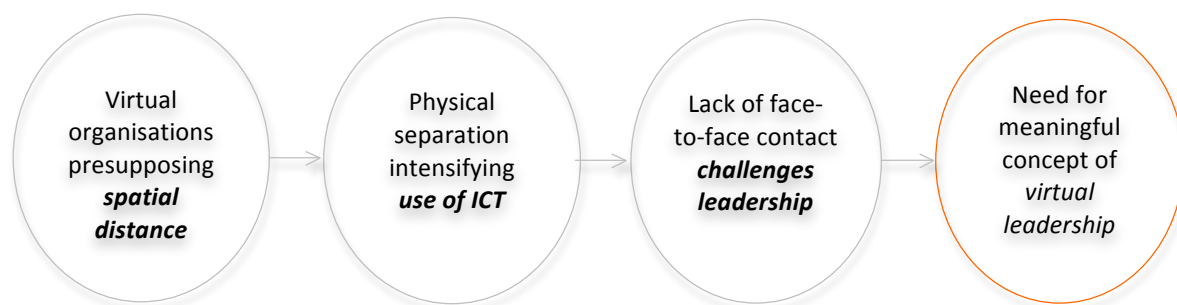 Virtual
organisations
presupposing
spatial
distance
Physical
separation
intensifying
use of ICT
Lack of face-
to-face contact
challenges
leadership
Need for
meaningful
concept of
virtual
leadership